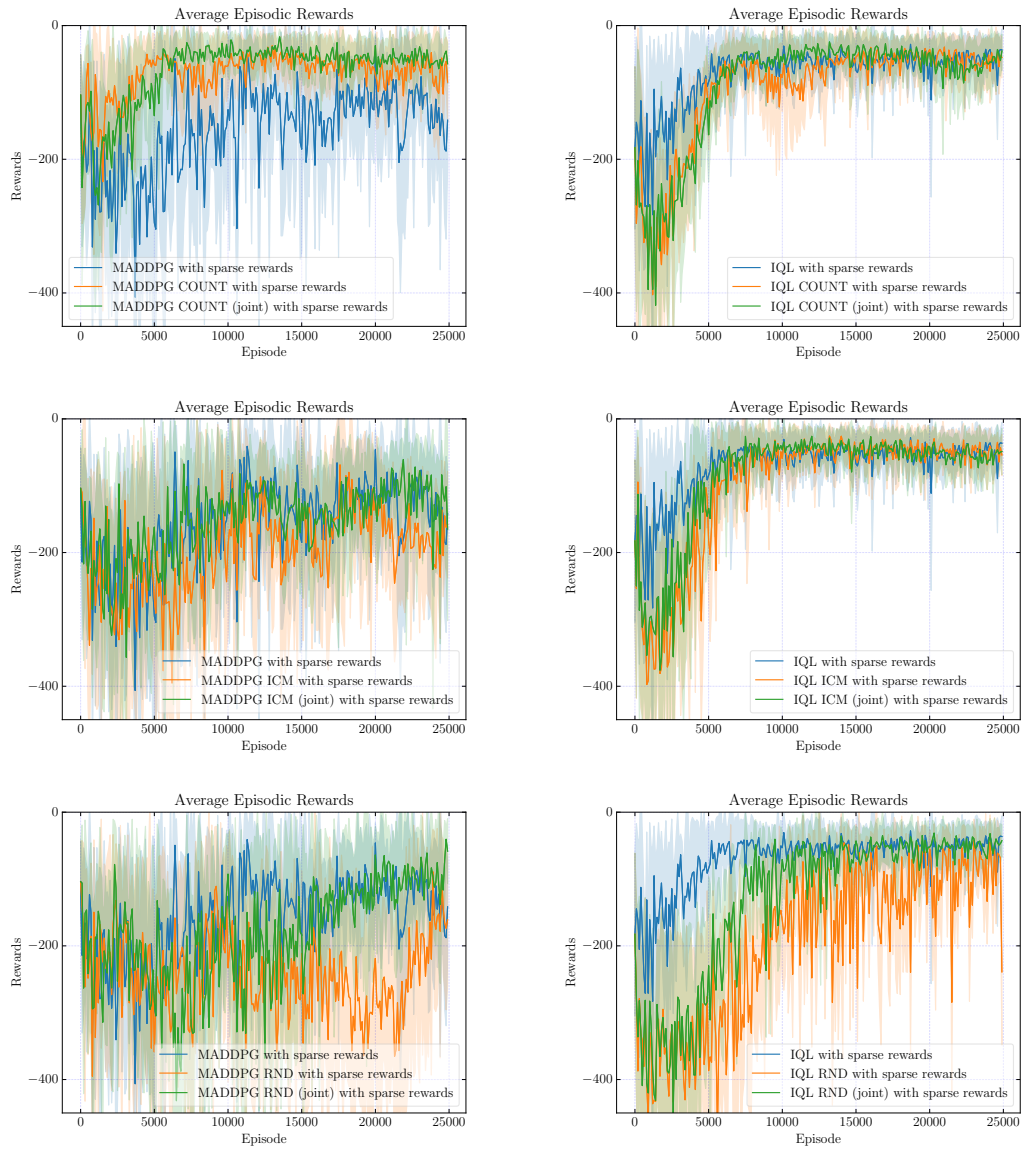 Average Episodic Rewards
0
−200
−400
Rewards
MADDPG with sparse rewards
MADDPG COUNT with sparse rewards
MADDPG COUNT (joint) with sparse rewards
0 5000 10000 15000 20000 25000
Episode
Average Episodic Rewards
0
−200
−400
Rewards
IQL with sparse rewards
IQL COUNT with sparse rewards
IQL COUNT (joint) with sparse rewards
0 5000 10000 15000 20000 25000
Episode
Average Episodic Rewards
0
−200
−400
Rewards
MADDPG with sparse rewards
MADDPG ICM with sparse rewards
MADDPG ICM (joint) with sparse rewards
0 5000 10000 15000 20000 25000
Episode
Average Episodic Rewards
0
−200
−400
Rewards
IQL with sparse rewards
IQL ICM with sparse rewards
IQL ICM (joint) with sparse rewards
0 5000 10000 15000 20000 25000
Episode
Average Episodic Rewards
0
−200
−400
Rewards
MADDPG with sparse rewards
MADDPG RND with sparse rewards
MADDPG RND (joint) with sparse rewards
0 5000 10000 15000 20000 25000
Episode
Average Episodic Rewards
0
−200
−400
Rewards
IQL with sparse rewards
IQL RND with sparse rewards
IQL RND (joint) with sparse rewards
0 5000 10000 15000 20000 25000
Episode